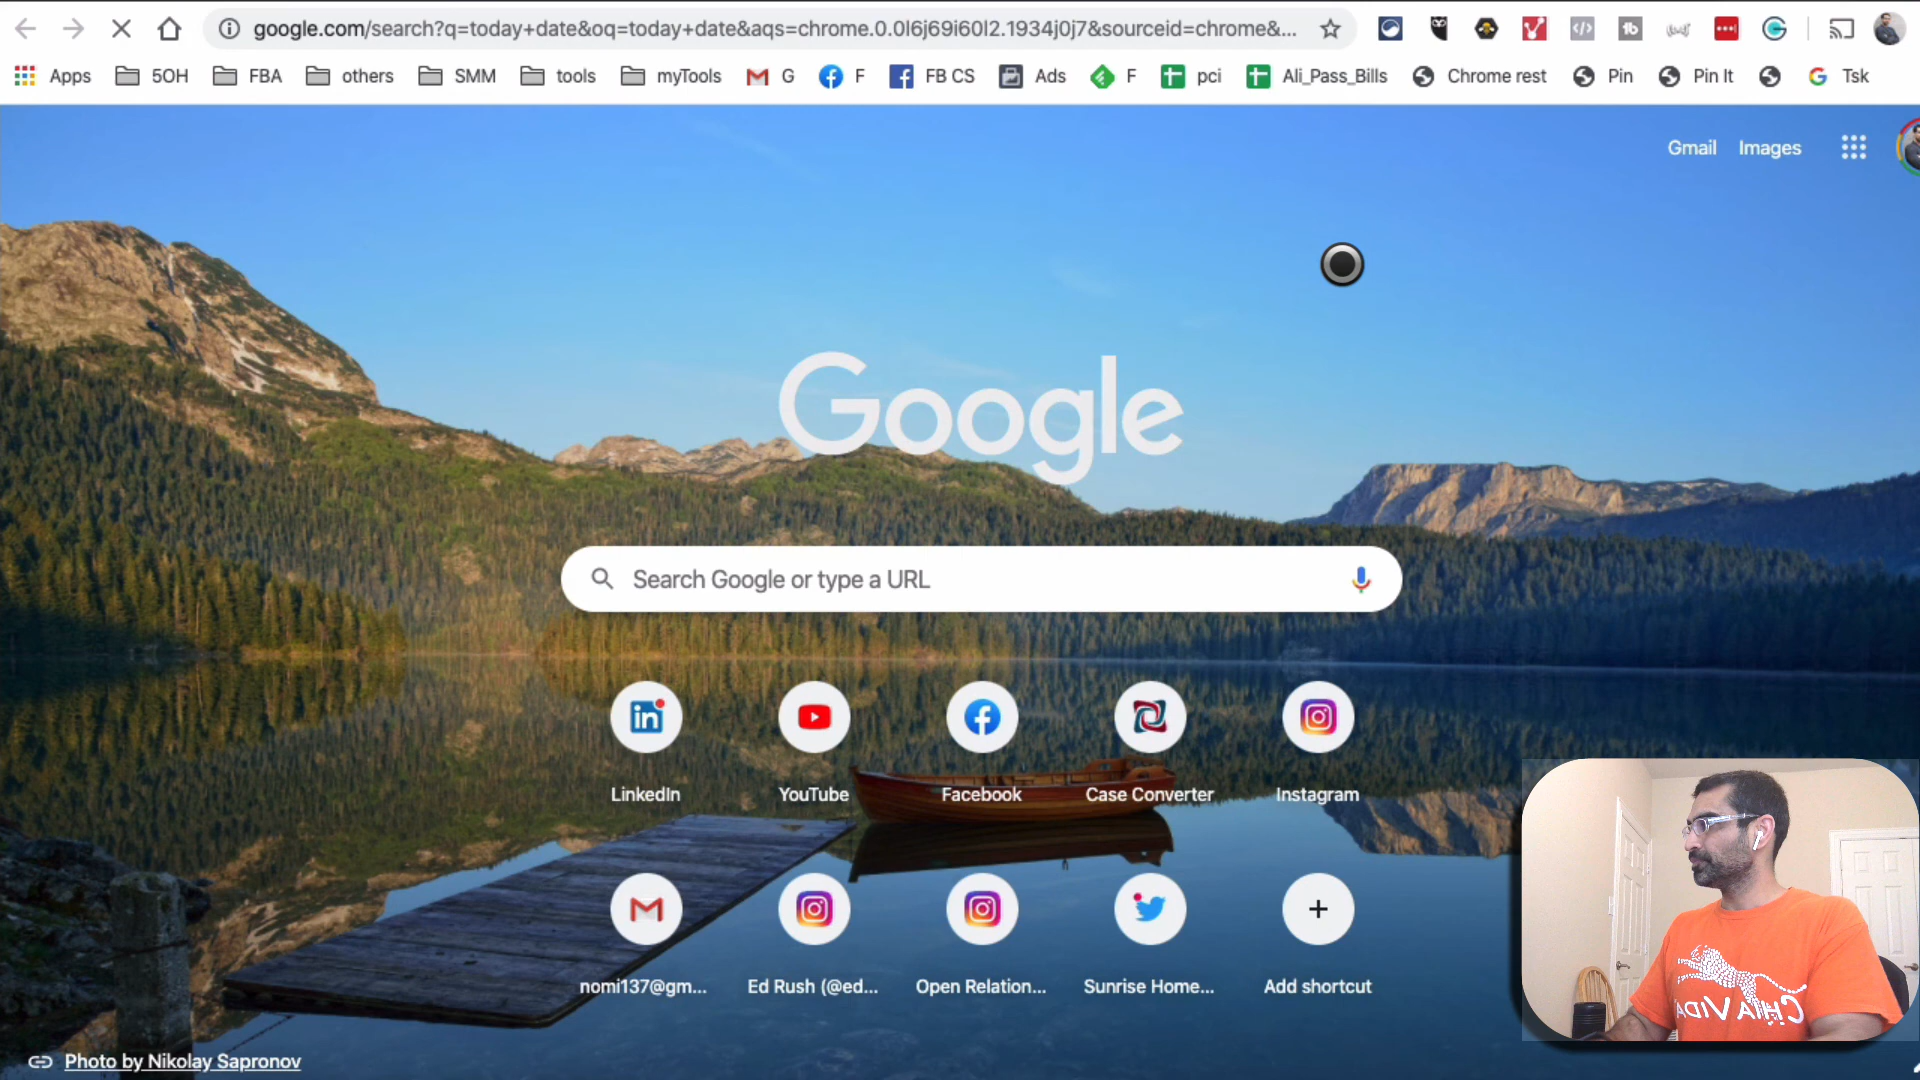 google.com/search?q=today+date&oq=today+date&aqs=chrome.0.0l6j69i60l2.1934j0j7&sourceid=chrome&...
Apps 5OH FBA others SMM tools myTools G F FB CS Ads F pci Ali_Pass_Bills Chrome rest Pin Pin It Tsk
Gmail Images
Google
Search Google or type a URL
LinkedIn YouTube Facebook Case Converter Instagram
nomi137@gm... Ed Rush (@ed... Open Relation... Sunrise Home... Add shortcut
CHIA VIDA
Photo by Nikolay Sapronov